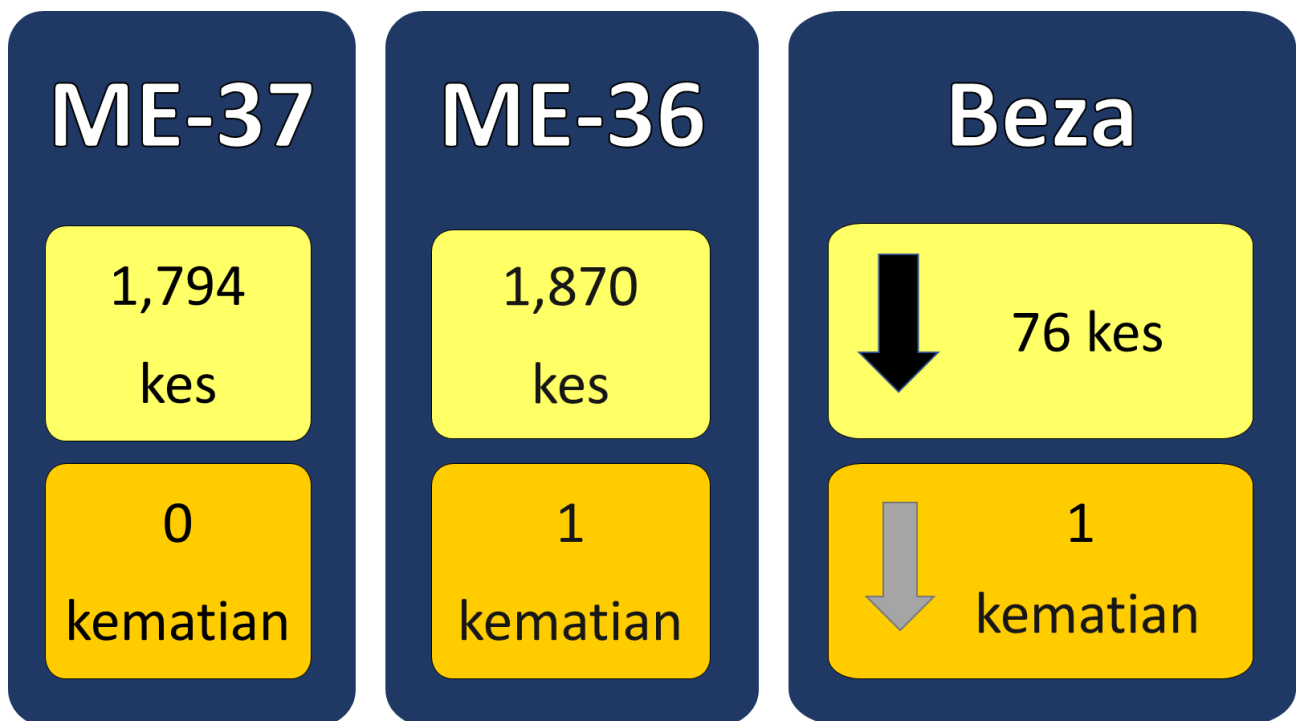 ME-37
1,794
kes
0
kematian
ME-36
1,870
kes
1
kematian
Beza
76 kes
1
kematian